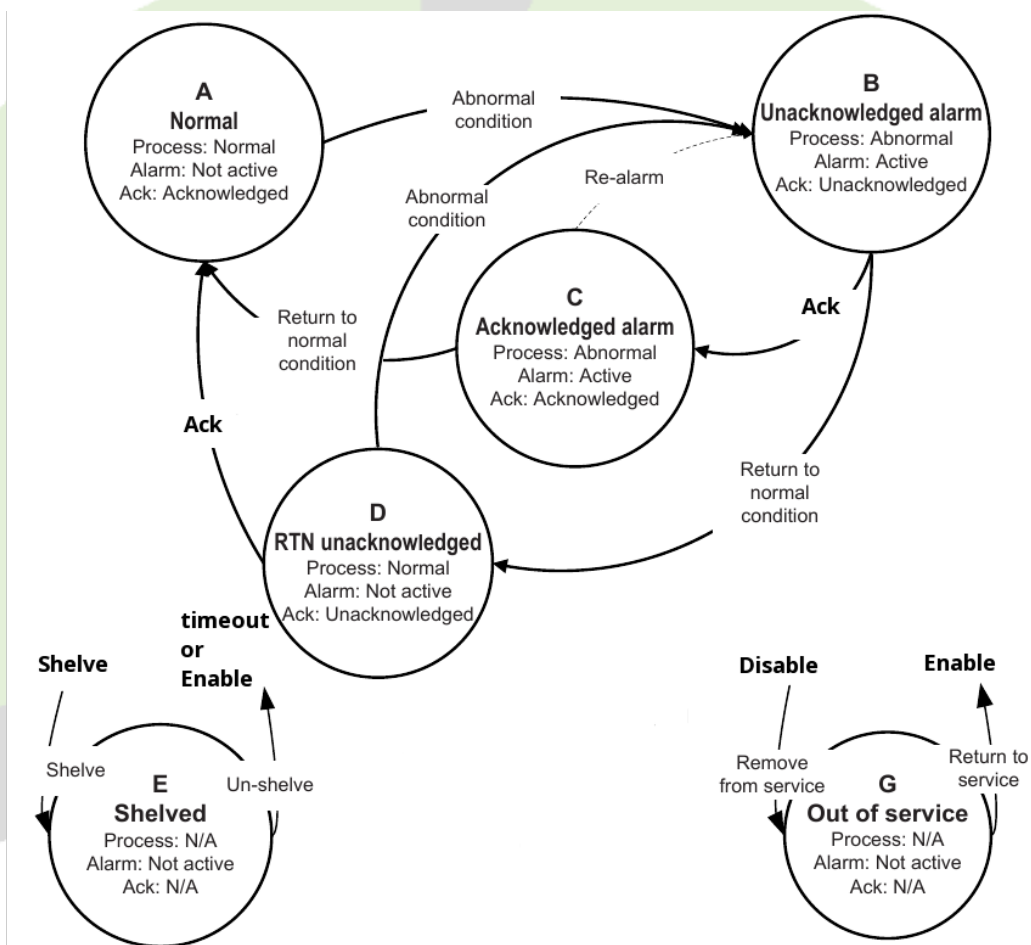 A
Normal
Process: Normal
Alarm: Not active
Ack: Acknowledged
Abnormal
condition
B
Unacknowledged alarm
Process: Abnormal
Alarm: Active
Ack: Unacknowledged
Abnormal
condition
Re-alarm
C
Acknowledged alarm
Process: Abnormal
Alarm: Active
Ack: Acknowledged
Return to
normal
condition
Ack
Ack
Return to
normal
condition
D
RTN unacknowledged
Process: Normal
Alarm: Not active
Ack: Unacknowledged
timeout
or
Enable
Shelve
Shelve
Un-shelve
E
Shelved
Process: N/A
Alarm: Not active
Ack: N/A
Disable
Enable
Remove
from service
Return to
service
G
Out of service
Process: N/A
Alarm: Not active
Ack: N/A